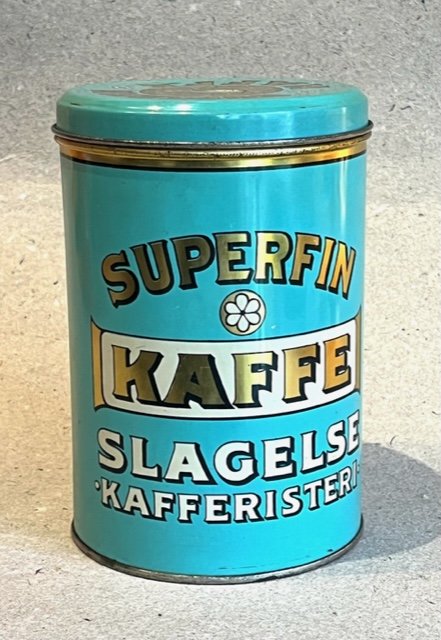 SUPERFIN
KAFFE
SLAGELSE
·KAFFERISTERI·